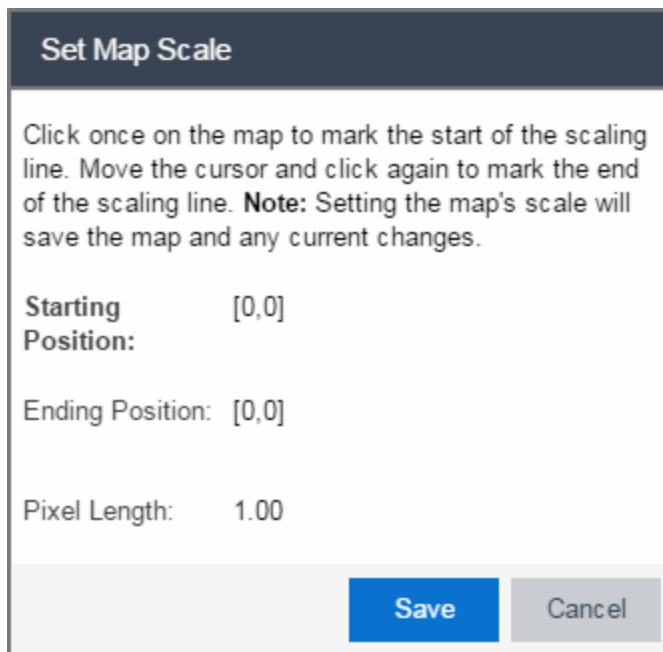 Set Map Scale
Click once on the map to mark the start of the scaling
line. Move the cursor and click again to mark the end
of the scaling line. Note: Setting the map's scale will
save the map and any current changes.
Starting
Position:
[0,0]
Ending Position: [0,0]
Pixel Length: 1.00
Save Cancel